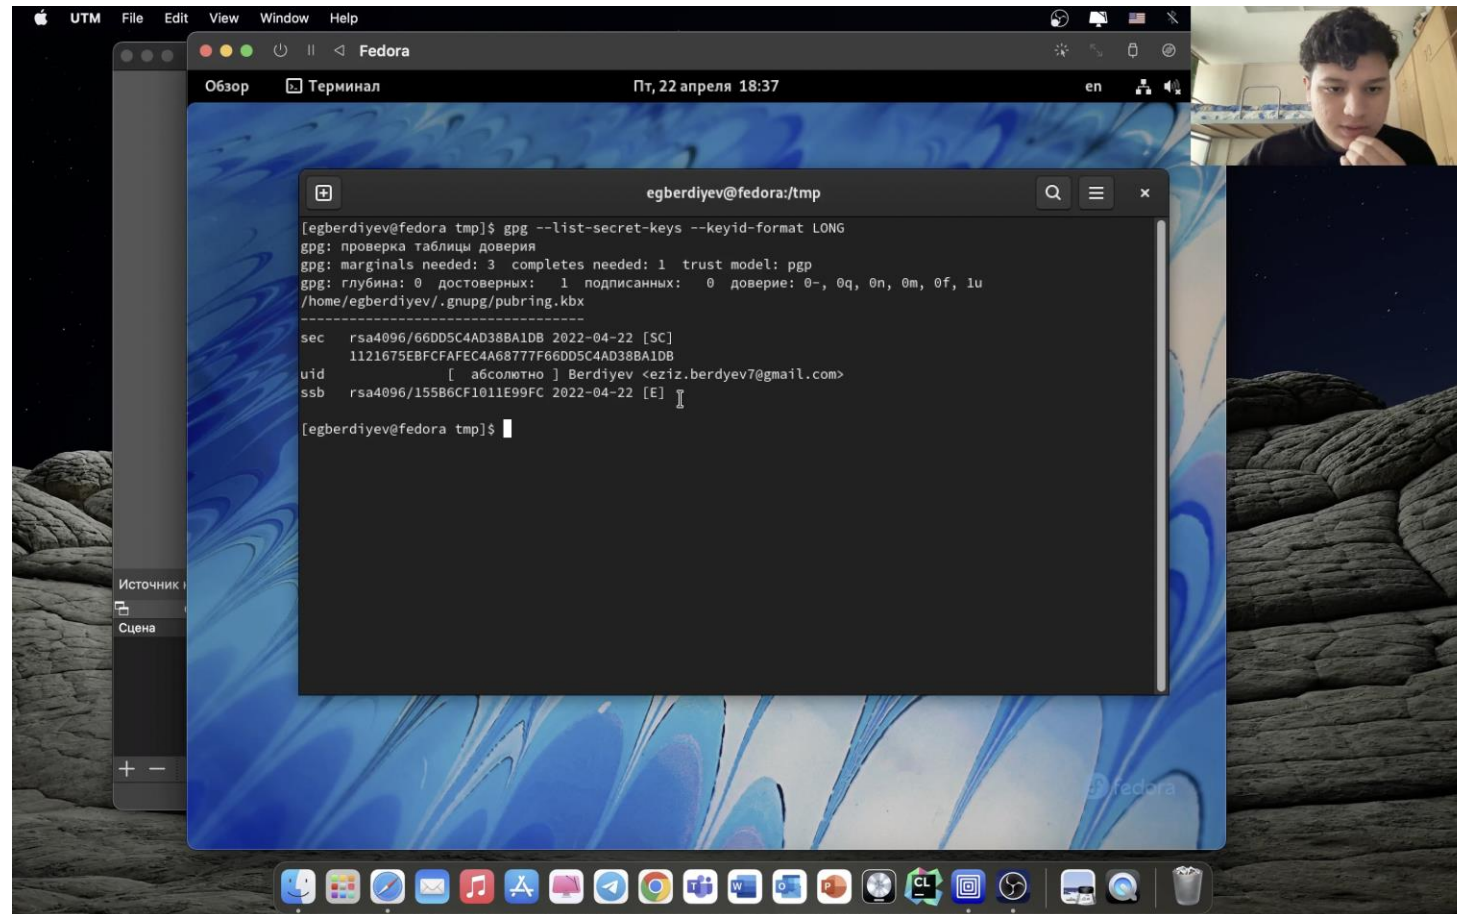 UTM File Edit View Window Help
Fedora
Обзор Терминал Пт, 22 апреля 18:37 en
egberdiyev@fedora:/tmp
[egberdiyev@fedora tmp]$ gpg --list-secret-keys --keyid-format LONG
gpg: проверка таблицы доверия
gpg: marginals needed: 3 completes needed: 1 trust model: pgp
gpg: глубина: 0 достоверных: 1 подписанных: 0 доверие: 0-, 0q, 0n, 0m, 0f, 1u
/home/egberdiyev/.gnupg/pubring.kbx
-----------------------------------
sec rsa4096/66DD5C4AD38BA1DB 2022-04-22 [SC]
1121675EBFCFAFEC4A68777F66DD5C4AD38BA1DB
uid [ абсолютно ] Berdiyev <eziz.berdyev7@gmail.com>
ssb rsa4096/155B6CF1011E99FC 2022-04-22 [E]
[egberdiyev@fedora tmp]$
Источник
Сцена
fedora
CL